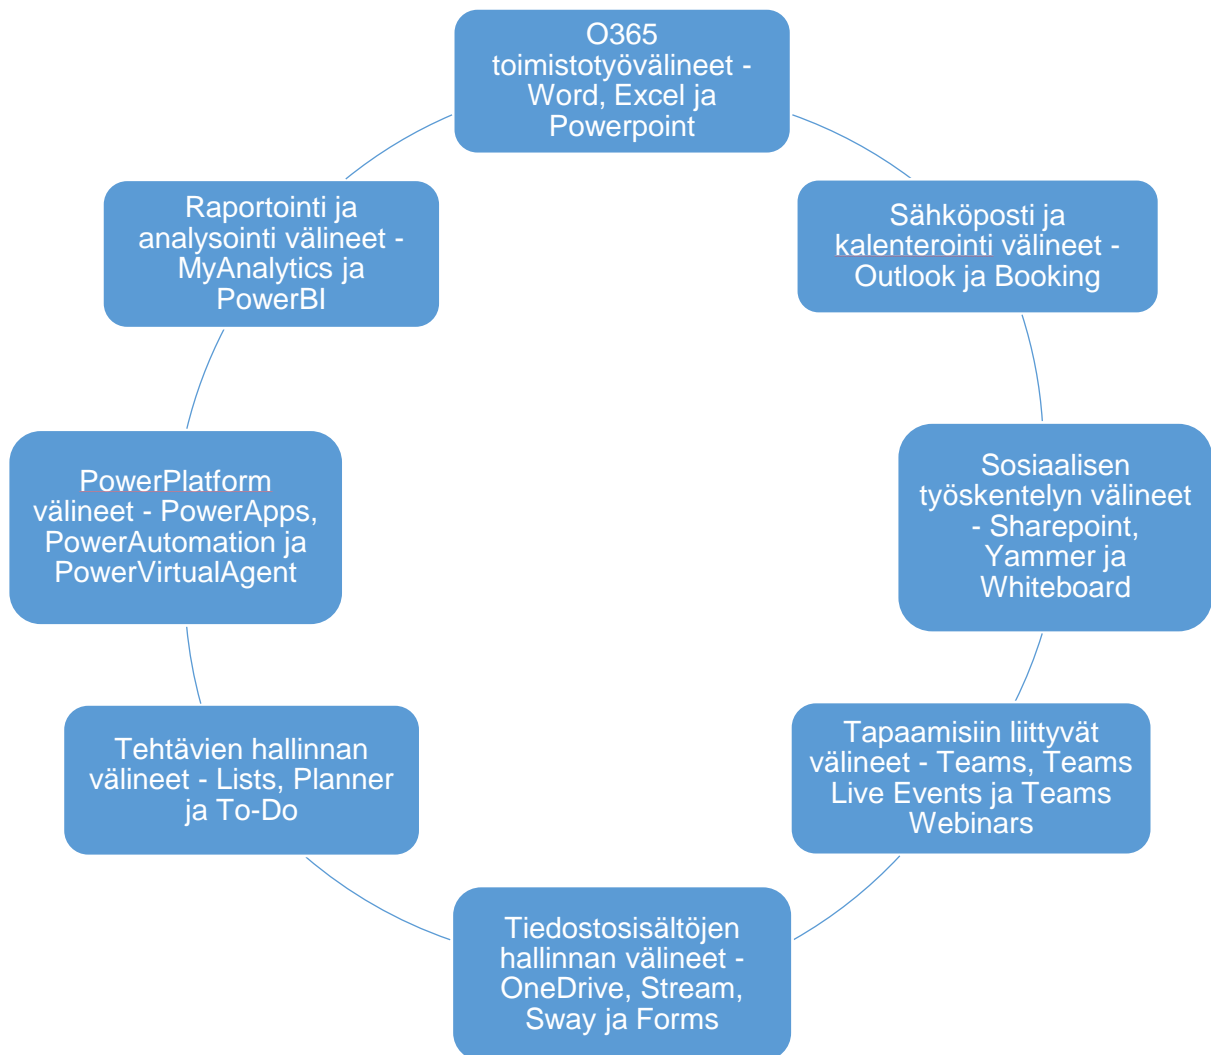 O365
toimistotyövälineet -
Word, Excel ja
Powerpoint
Sähköposti ja
kalenterointi välineet -
Outlook ja Booking
Sosiaalisen
työskentelyn välineet
- Sharepoint,
Yammer ja
Whiteboard
Tapaamisiin liittyvät
välineet - Teams, Teams
Live Events ja Teams
Webinars
Tiedostosisältöjen
hallinnan välineet -
OneDrive, Stream,
Sway ja Forms
Tehtävien hallinnan
välineet - Lists, Planner
ja To-Do
PowerPlatform
välineet - PowerApps,
PowerAutomation ja
PowerVirtualAgent
Raportointi ja
analysointi välineet -
MyAnalytics ja
PowerBI